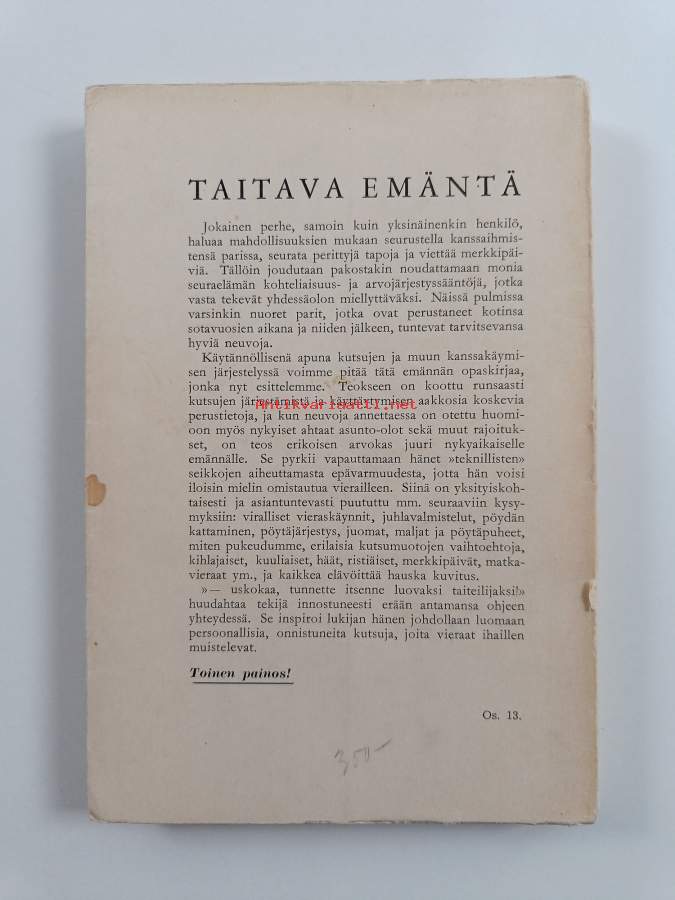 TAITAVA EMÄNTÄ
Jokainen perhe, samoin kuin yksinäinenkin henkilö,
haluaa mahdollisuuksien mukaan seurustella kanssaihmis-
tensä parissa, seurata perittyjä tapoja ja viettää merkkipäi-
viä. Tällöin joudutaan pakostakin noudattamaan monia
seuraelämän kohteliaisuus- ja arvojärjestyssääntöjä, jotka
vasta tekevät yhdessäolon miellyttäväksi. Näissä pulmissa
varsinkin nuoret parit, jotka ovat perustaneet kotinsa
sotavuosien aikana ja niiden jälkeen, tuntevat tarvitsevansa
hyviä neuvoja.
Käytännöllisenä apuna kutsujen ja muun kanssakäymi-
sen järjestelyssä voimme pitää tätä emännän opaskirjaa,
jonka nyt esittelemme. Teokseen on koottu runsaasti
kutsujen järjestämistä ja käyttäytymisen aakkosia koskevia
Antikvariaatti.net
perustietoja, ja kun neuvoja annettaessa on otettu huomi-
oon myös nykyiset ahtaat asunto-olot sekä muut rajoituk-
set, on teos erikoisen arvokas juuri nykyaikaiselle
emännälle. Se pyrkii vapauttamaan hänet »teknillisten»
seikkojen aiheuttamasta epävarmuudesta, jotta hän voisi
iloisin mielin omistautua vierailleen. Siinä on yksityiskoh-
taisesti ja asiantuntevasti puututtu mm. seuraaviin kysy-
myksiin: viralliset vieraskäynnit, juhlavalmistelut, pöydän
kattaminen, pöytäjärjestys, juomat, maljat ja pöytäpuheet,
miten pukeudumme, erilaisia kutsumuotojen vaihtoehtoja,
kihlajaiset, kuuliaiset, häät, ristiäiset, merkkipäivät, matka-
vieraat ym., ja kaikkea elävöittää hauska kuvitus.
»— uskokaa, tunnette itsenne luovaksi taiteilijaksi!»
huudahtaa tekijä innostuneesti erään antamansa ohjeen
yhteydessä. Se inspiroi lukijan hänen johdollaan luomaan
persoonallisia, onnistuneita kutsuja, joita vieraat ihaillen
muistelevat.
Toinen painos!
Os. 13.
350-